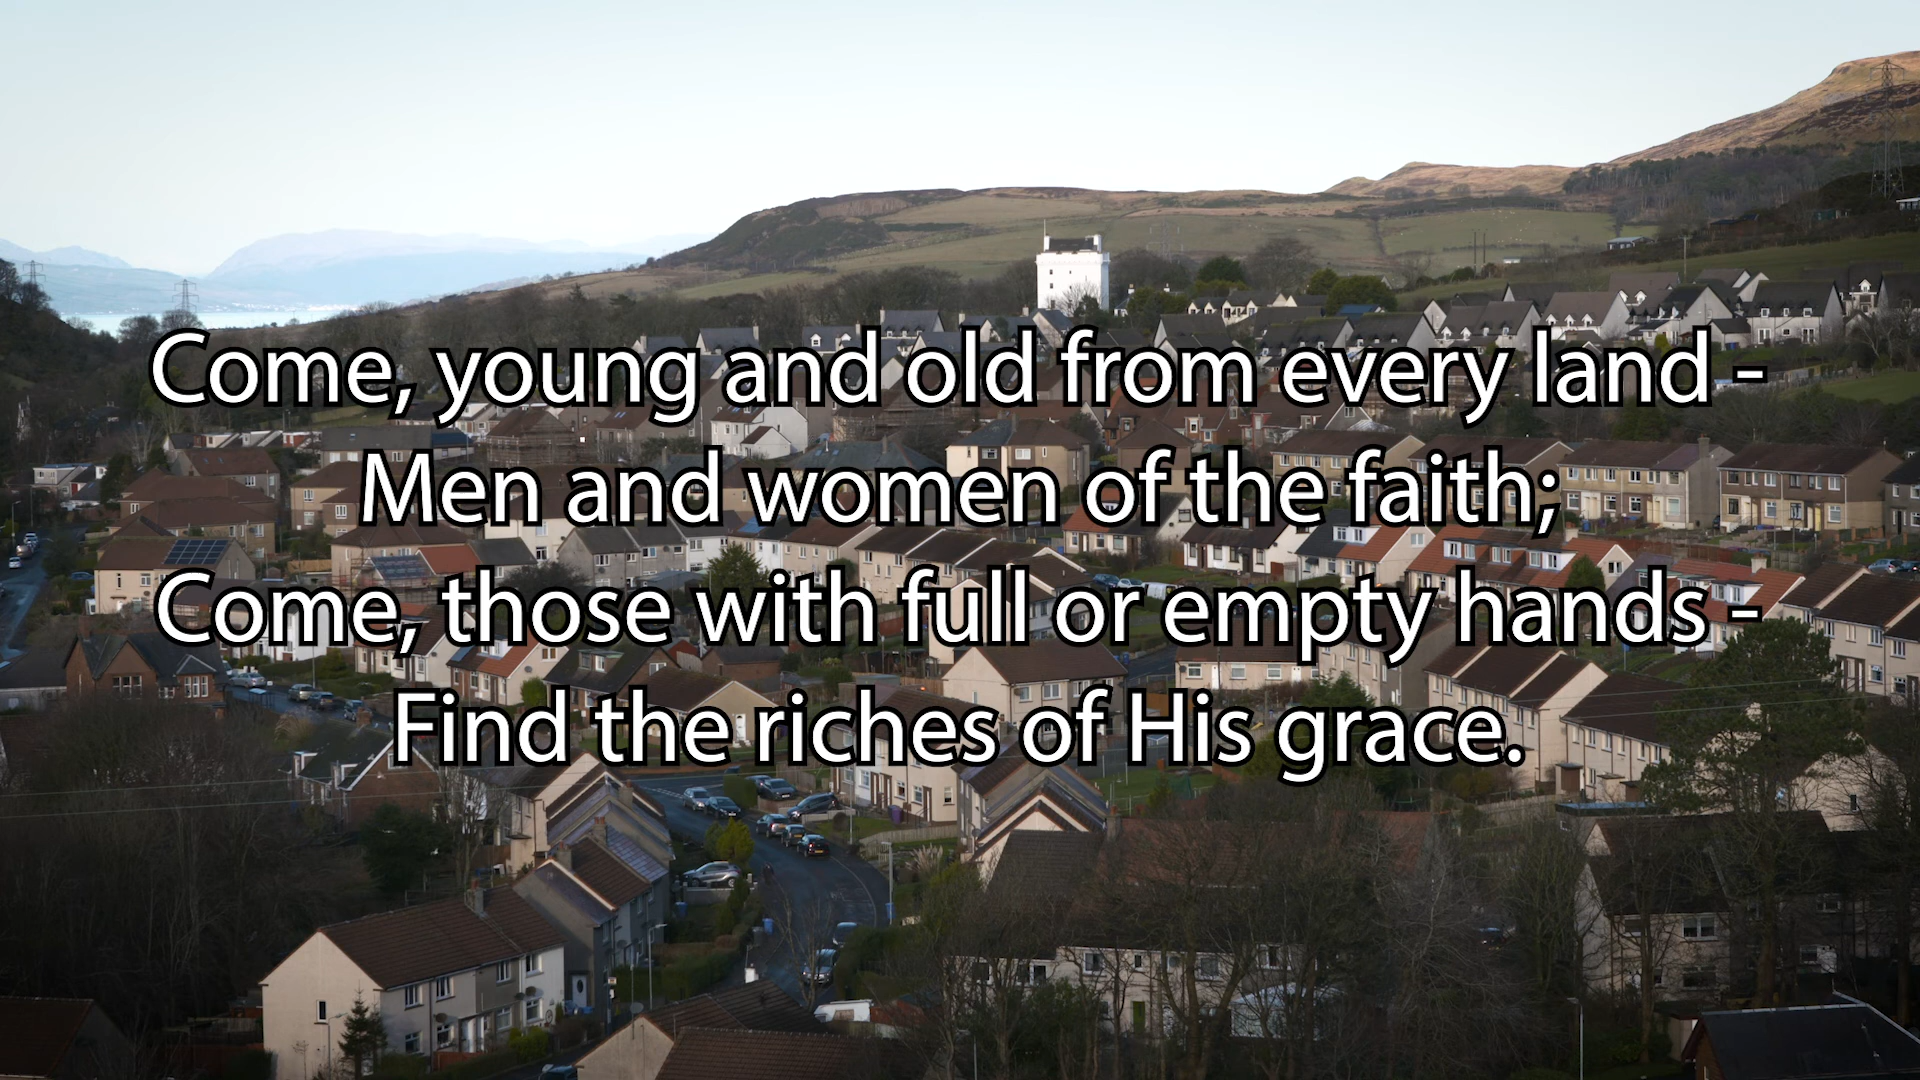 Come, young and old from every land -
Men and women of the faith;
Come, those with full or empty hands -
Find the riches of His grace.